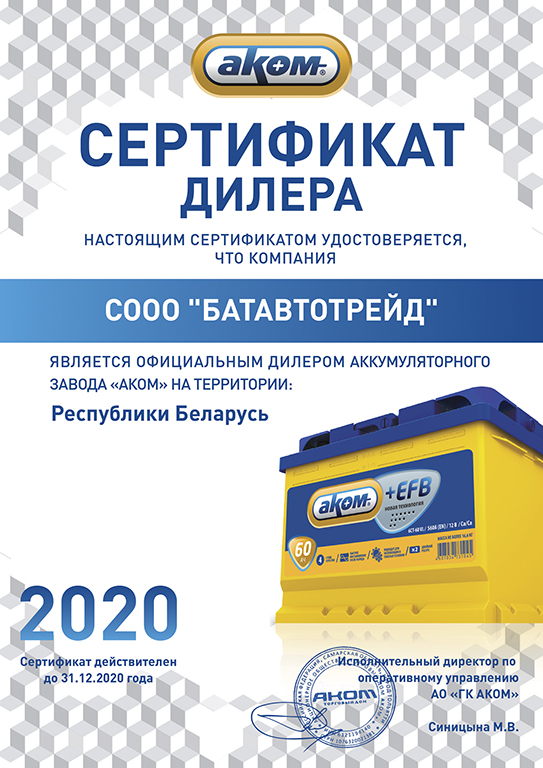 аком
СЕРТИФИКАТ
ДИЛЕРА
НАСТОЯЩИМ СЕРТИФИКАТОМ УДОСТОВЕРЯЕТСЯ,
ЧТО КОМПАНИЯ
СООО "БАТАВТОТРЕЙД"
ЯВЛЯЕТСЯ ОФИЦИАЛЬНЫМ ДИЛЕРОМ АККУМУЛЯТОРНОГО
ЗАВОДА «АКОМ» НА ТЕРРИТОРИИ:
Республики Беларусь
аком
+EFB
НОВАЯ ТЕХНОЛОГИЯ
60
2020
Сертификат действителен
до 31.12.2020 года
Исполнительный директор по
оперативному управлению
АО «ГК АКОМ»
Синицына М.В.
АКОМ
ТОРГОВЫЙ ДОМ